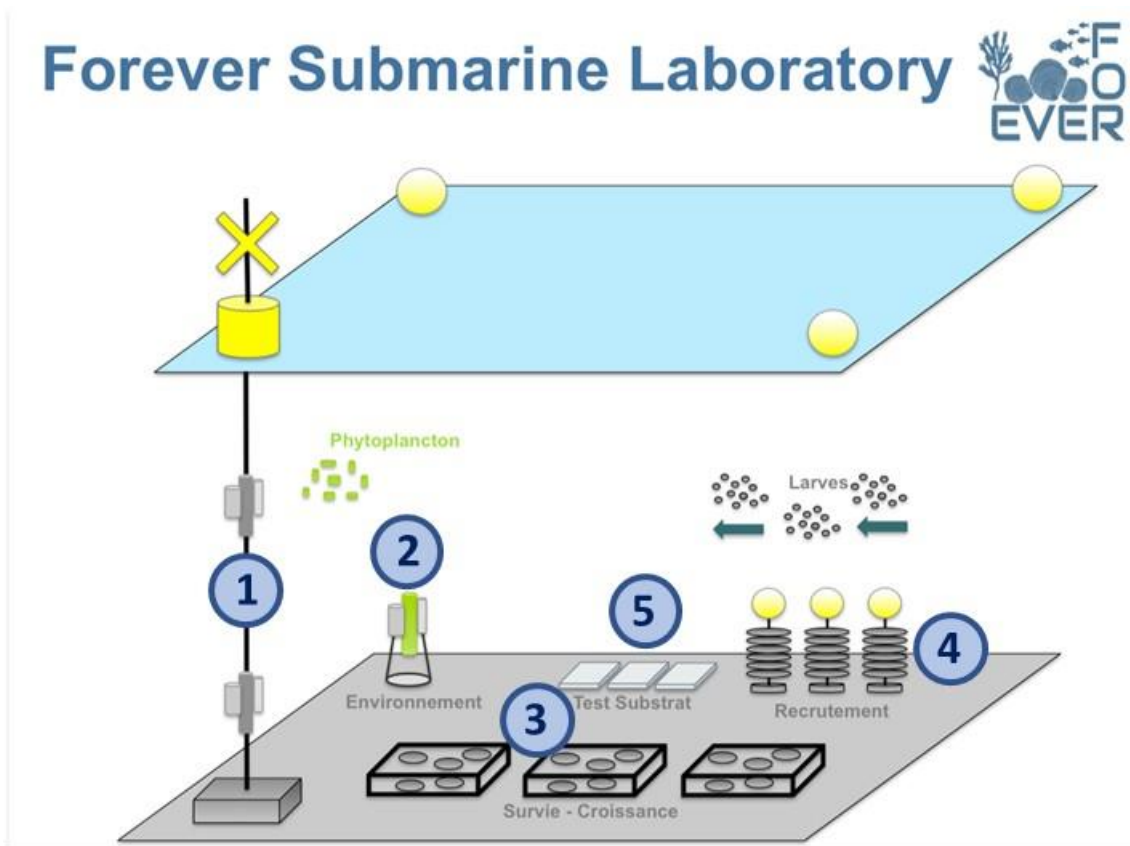 Forever Submarine Laboratory
F
O
EVER
Phytoplancton
Larves
1
2
5
4
Environnement
Test Substrat
Recrutement
3
Survie - Croissance